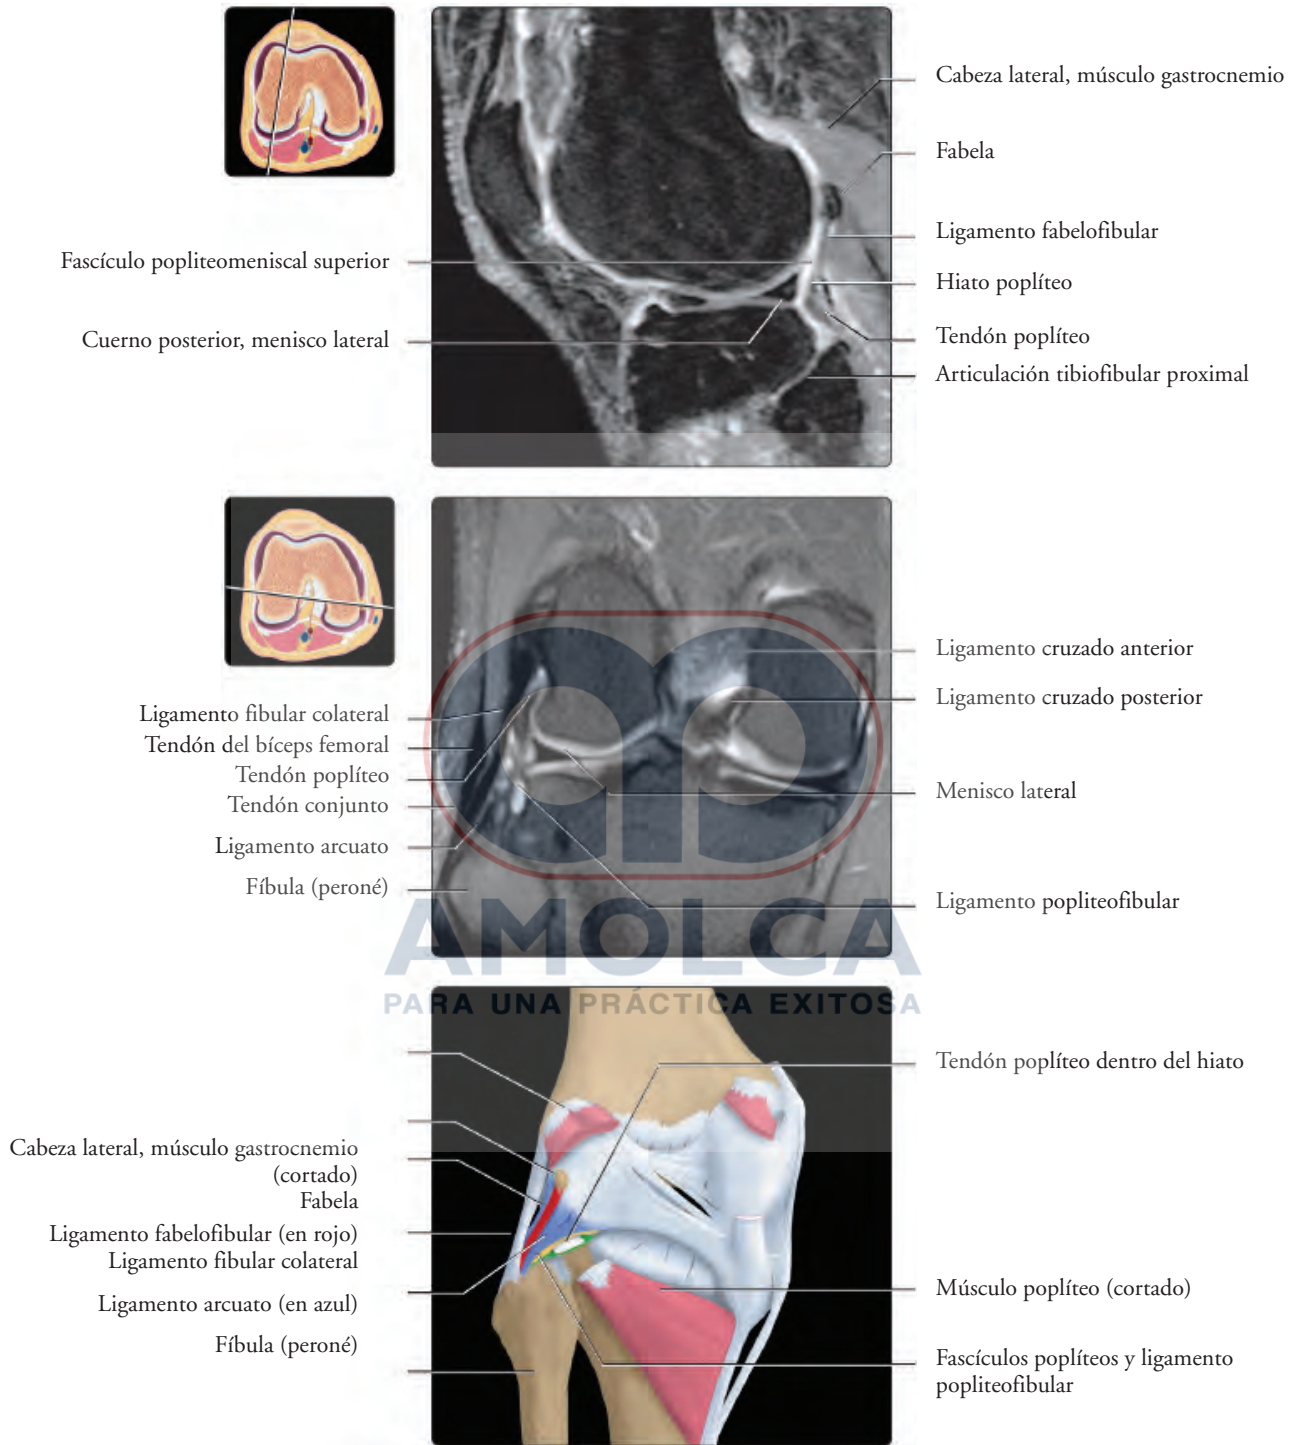 Cabeza lateral, músculo gastrocnemio
Fabela
Ligamento fabelofibular
Fascículo popliteomeniscal superior
Hiato poplíteo
Cuerno posterior, menisco lateral
Tendón poplíteo
Articulación tibiofibular proximal
Ligamento cruzado anterior
Ligamento cruzado posterior
Ligamento fibular colateral
Tendón del bíceps femoral
Tendón poplíteo
Tendón conjunto
Menisco lateral
Ligamento arcuato
Fíbula (peroné)
Ligamento popliteofibular
AMOLCA
PARA UNA PRÁCTICA EXITOSA
Tendón poplíteo dentro del hiato
Cabeza lateral, músculo gastrocnemio
(cortado)
Fabela
Ligamento fabelofibular (en rojo)
Ligamento fibular colateral
Ligamento arcuato (en azul)
Fíbula (peroné)
Músculo poplíteo (cortado)
Fascículos poplíteos y ligamento
popliteofibular